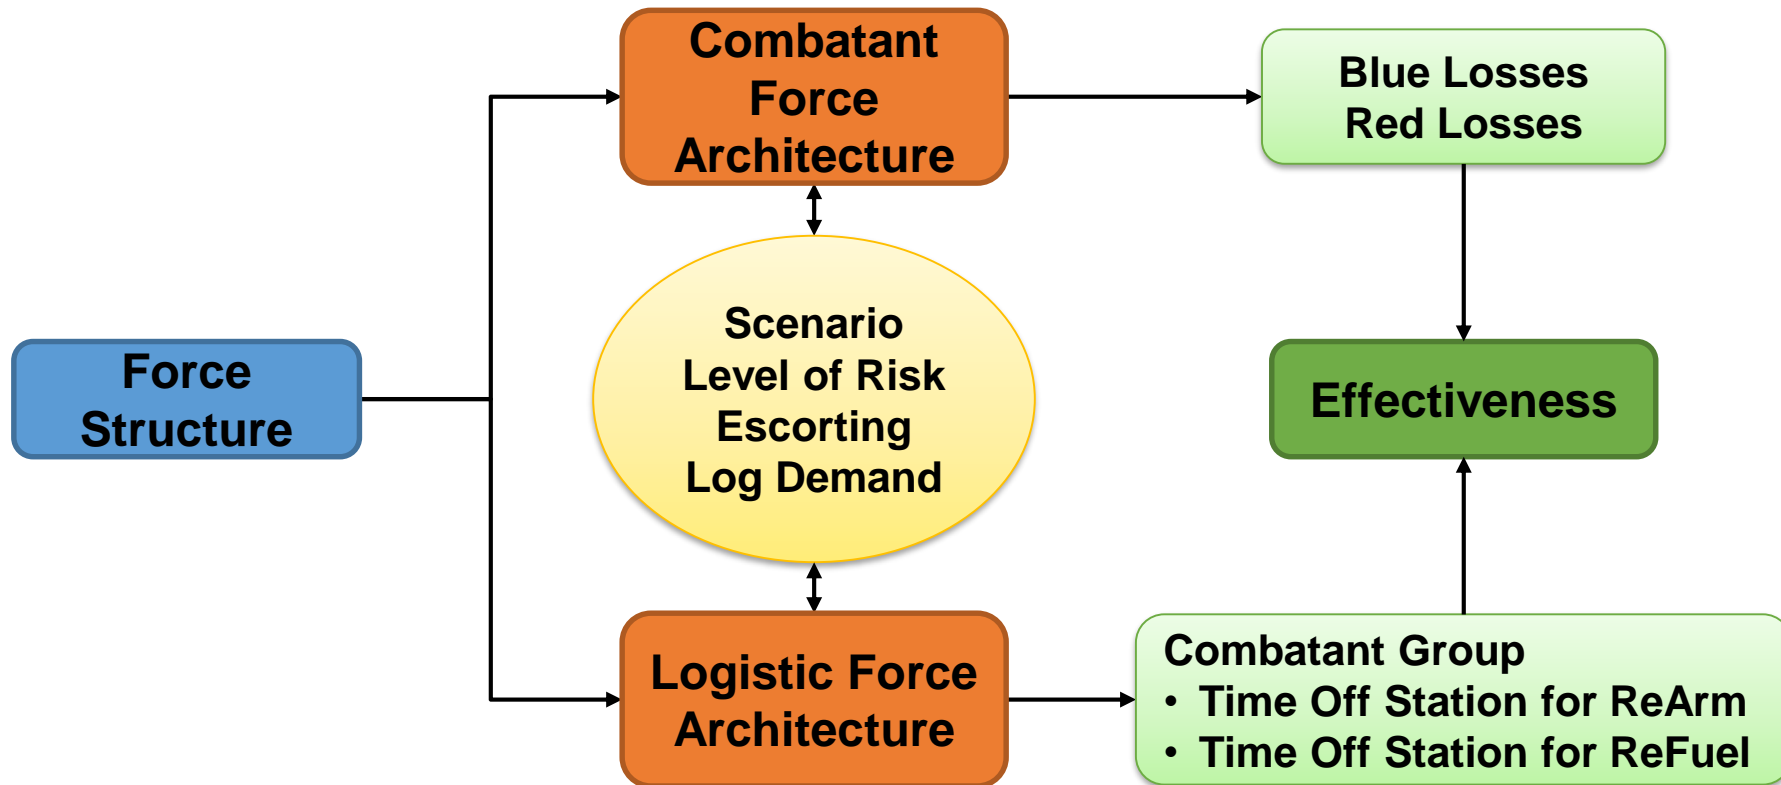 Combatant
Force
Architecture
Blue Losses
Red Losses
Scenario
Level of Risk
Escorting
Log Demand
Force
Structure
Effectiveness
Logistic Force
Architecture
Combatant Group
• Time Off Station for ReArm
• Time Off Station for ReFuel